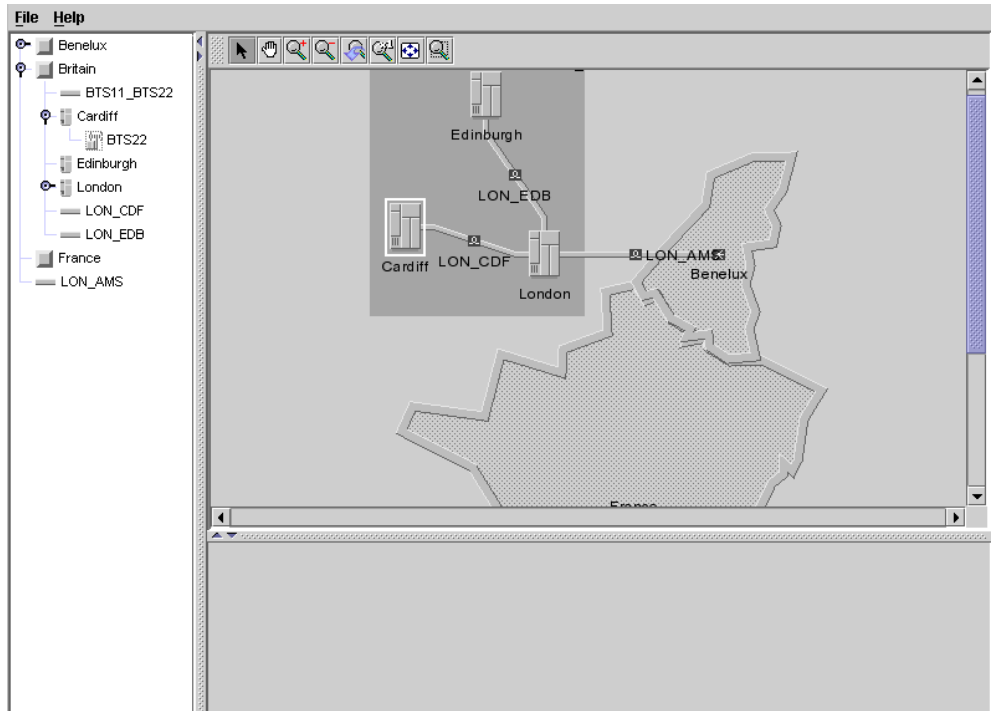 File Help
Benelux
Britain
BTS11_BTS22
Cardiff
BTS22
Edinburgh
London
LON_CDF
LON_EDB
France
LON_AMS
Edinburgh
LON_EDB
Cardiff
LON_CDF
LON_AMS
Benelux
London
France